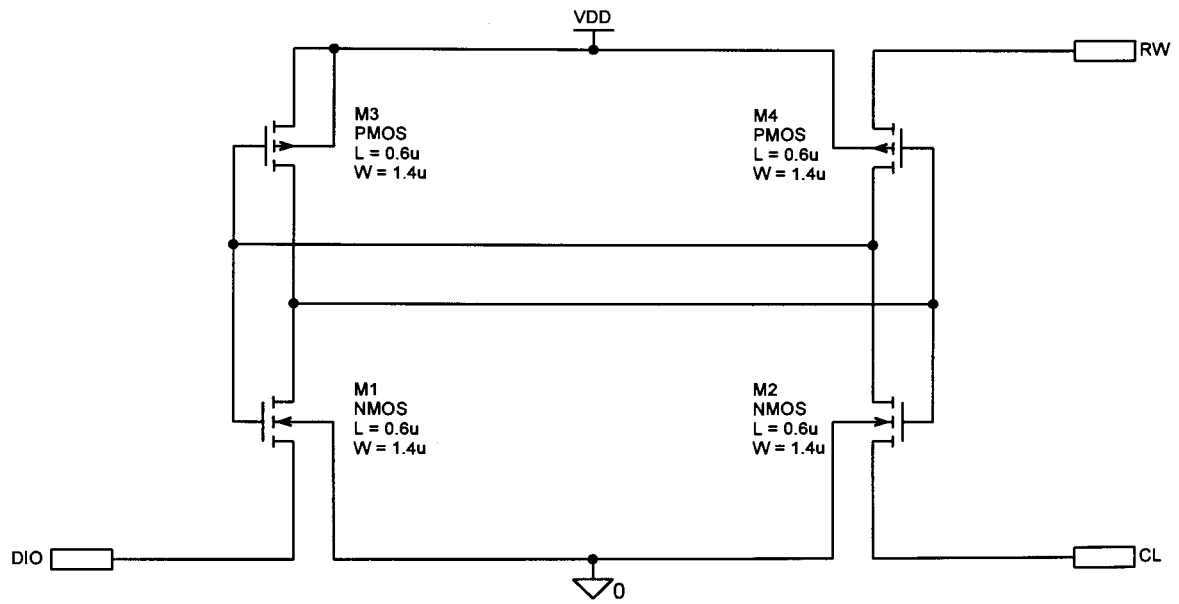 VDD
RW
M3
PMOS
L = 0.6u
W = 1.4u
M4
PMOS
L = 0.6u
W = 1.4u
M1
NMOS
L = 0.6u
W = 1.4u
M2
NMOS
L = 0.6u
W = 1.4u
DIO
CL
0